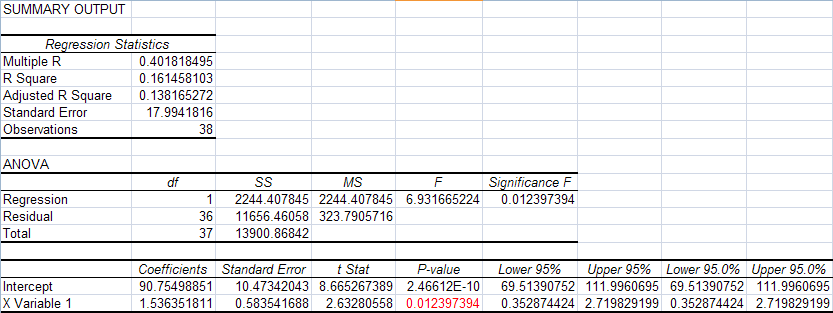 SUMMARY OUTPUT
Regression Statistics
Multiple R 0.401818495
R Square 0.161458103
Adjusted R Square 0.138165272
Standard Error 17.9941816
Observations 38
ANOVA
df SS MS F Significance F
Regression 1 2244.407845 2244.407845 6.931665224 0.012397394
Residual 36 11656.46058 323.7905716
Total 37 13900.86842
Coefficients Standard Error t Stat P-value Lower 95% Upper 95% Lower 95.0% Upper 95.0%
Intercept 90.75498851 10.47342043 8.665267389 2.46612E-10 69.51390752 111.9960695 69.51390752 111.9960695
X Variable 1 1.536351811 0.583541688 2.63280558 0.012397394 0.352874424 2.719829199 0.352874424 2.719829199